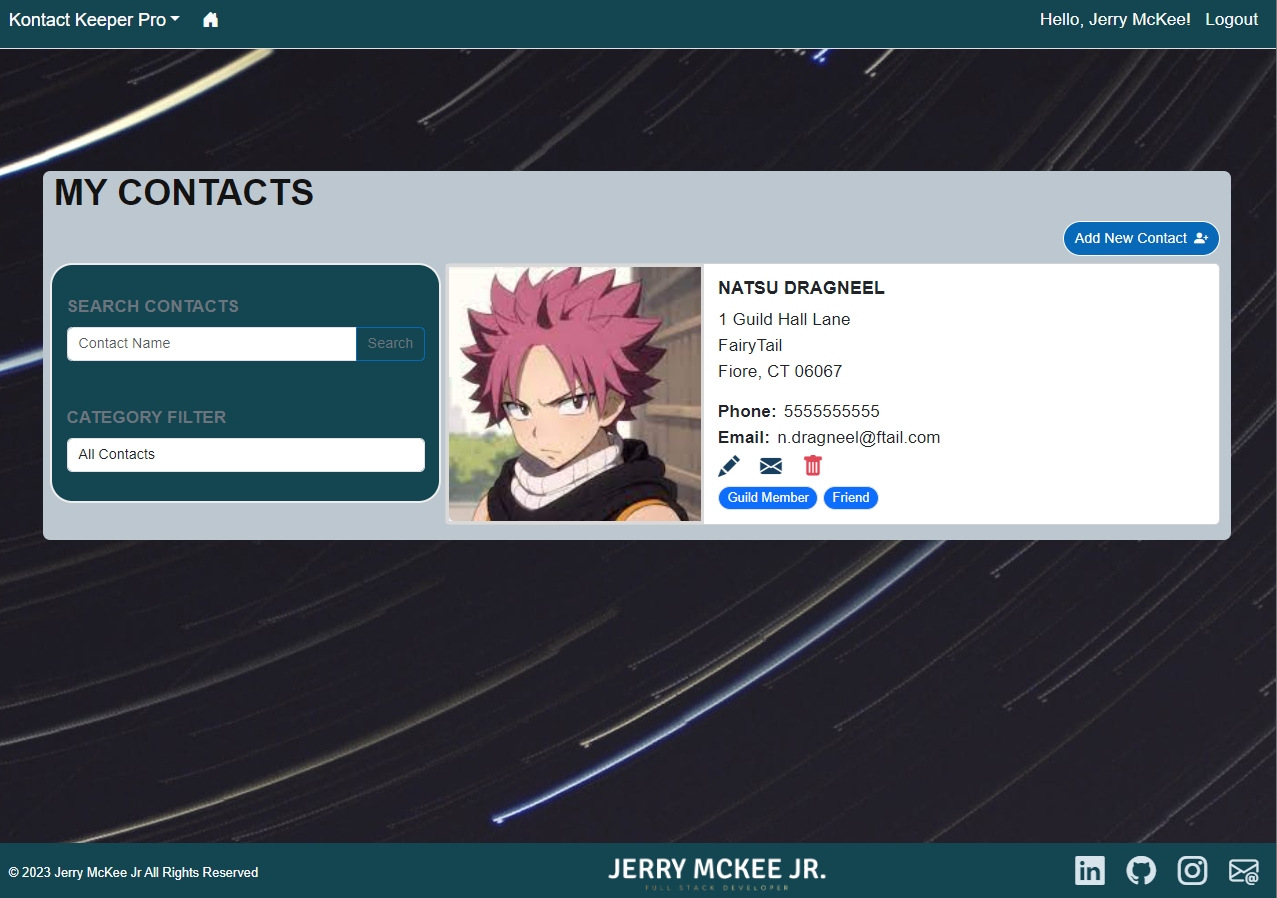 Kontact Keeper Pro
Hello, Jerry McKee! Logout
MY CONTACTS
Add New Contact
SEARCH CONTACTS
Contact Name Search
CATEGORY FILTER
All Contacts
NATSU DRAGNEEL
1 Guild Hall Lane
FairyTail
Fiore, CT 06067
Phone: 5555555555
Email: n.dragneel@ftail.com
Guild Member Friend
© 2023 Jerry McKee Jr All Rights Reserved
JERRY MCKEE JR.
FULL STACK DEVELOPER
in
@